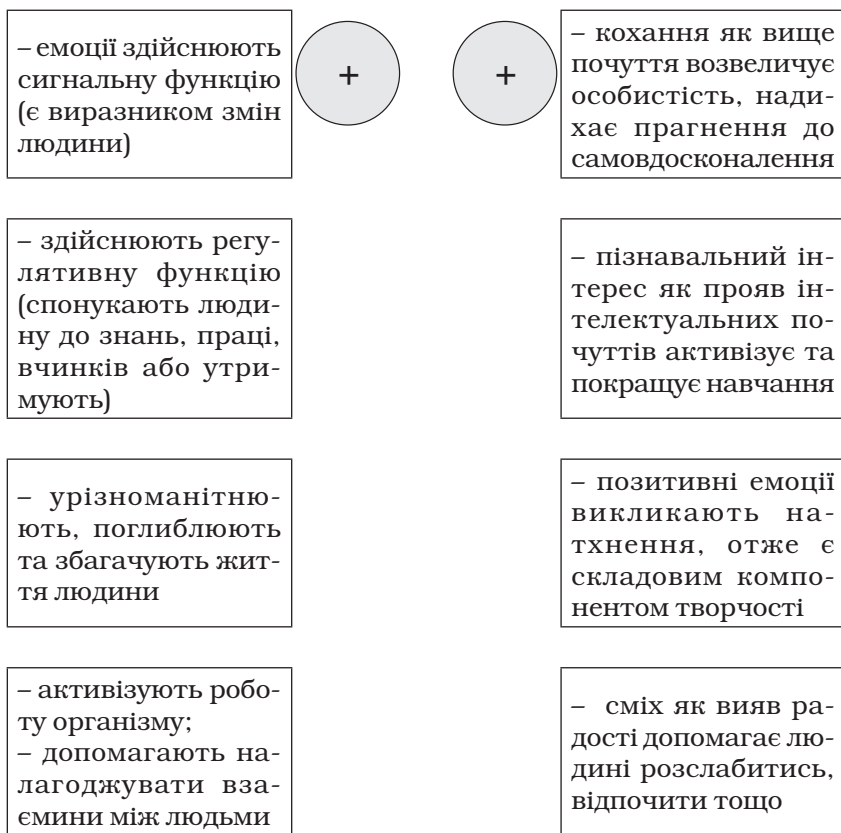 – емоції здійснюють
сигнальну функцію
(є виразником змін
людини)
+
+
– кохання як вище
почуття возвеличує
особистість, нади-
хає прагнення до
самовдосконалення
– здійснюють регу-
лятивну функцію
(спонукають люди-
ну до знань, праці,
вчинків або утри-
мують)
– пізнавальний ін-
терес як прояв ін-
телектуальних по-
чуттів активізує та
покращує навчання
– урізноманітню-
ють, поглиблюють
та збагачують жит-
тя людини
– позитивні емоції
викликають на-
тхнення, отже є
складовим компо-
нентом творчості
– активізують робо-
ту організму;
– допомагають на-
лагоджувати вза-
ємини між людьми
– сміх як вияв ра-
дості допомагає лю-
дині розслабитись,
відпочити тощо